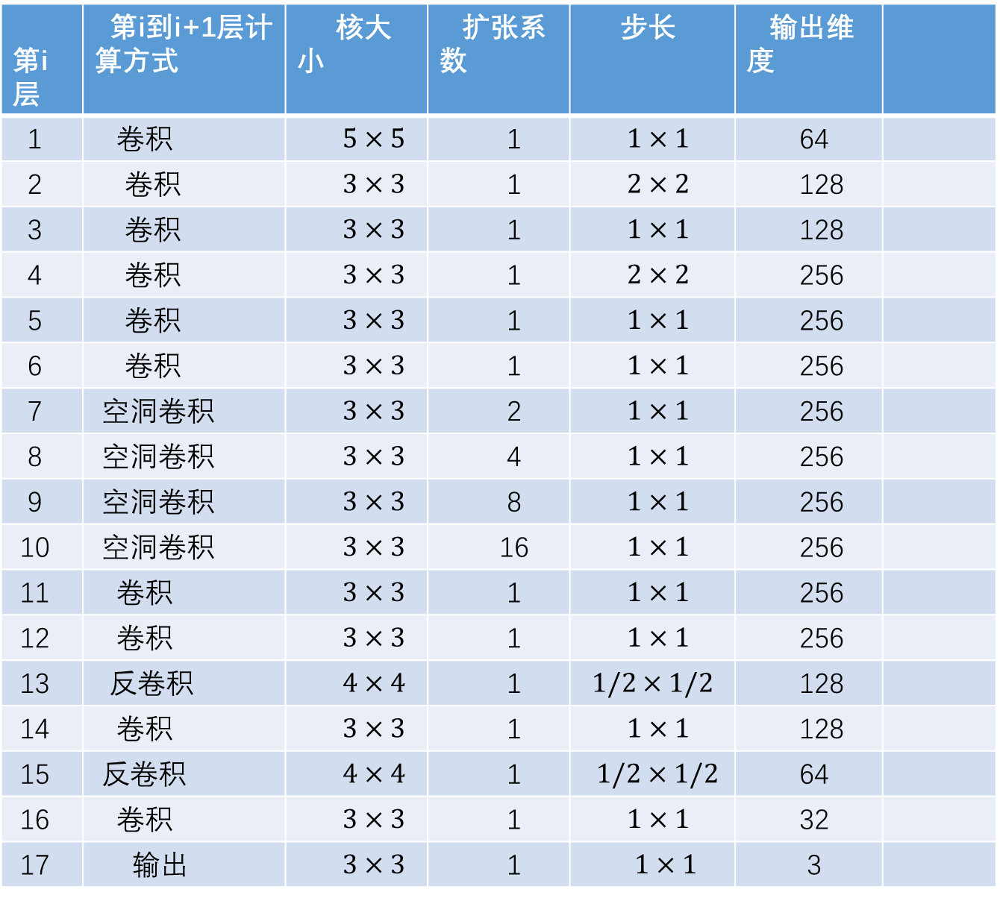 第i层 第i到i+1层计算方式 核大小 扩张系数 步长 输出维度
1 卷积 5 × 5 1 1 × 1 64
2 卷积 3 × 3 1 2 × 2 128
3 卷积 3 × 3 1 1 × 1 128
4 卷积 3 × 3 1 2 × 2 256
5 卷积 3 × 3 1 1 × 1 256
6 卷积 3 × 3 1 1 × 1 256
7 空洞卷积 3 × 3 2 1 × 1 256
8 空洞卷积 3 × 3 4 1 × 1 256
9 空洞卷积 3 × 3 8 1 × 1 256
10 空洞卷积 3 × 3 16 1 × 1 256
11 卷积 3 × 3 1 1 × 1 256
12 卷积 3 × 3 1 1 × 1 256
13 反卷积 4 × 4 1 1/2 × 1/2 128
14 卷积 3 × 3 1 1 × 1 128
15 反卷积 4 × 4 1 1/2 × 1/2 64
16 卷积 3 × 3 1 1 × 1 32
17 输出 3 × 3 1 1 × 1 3